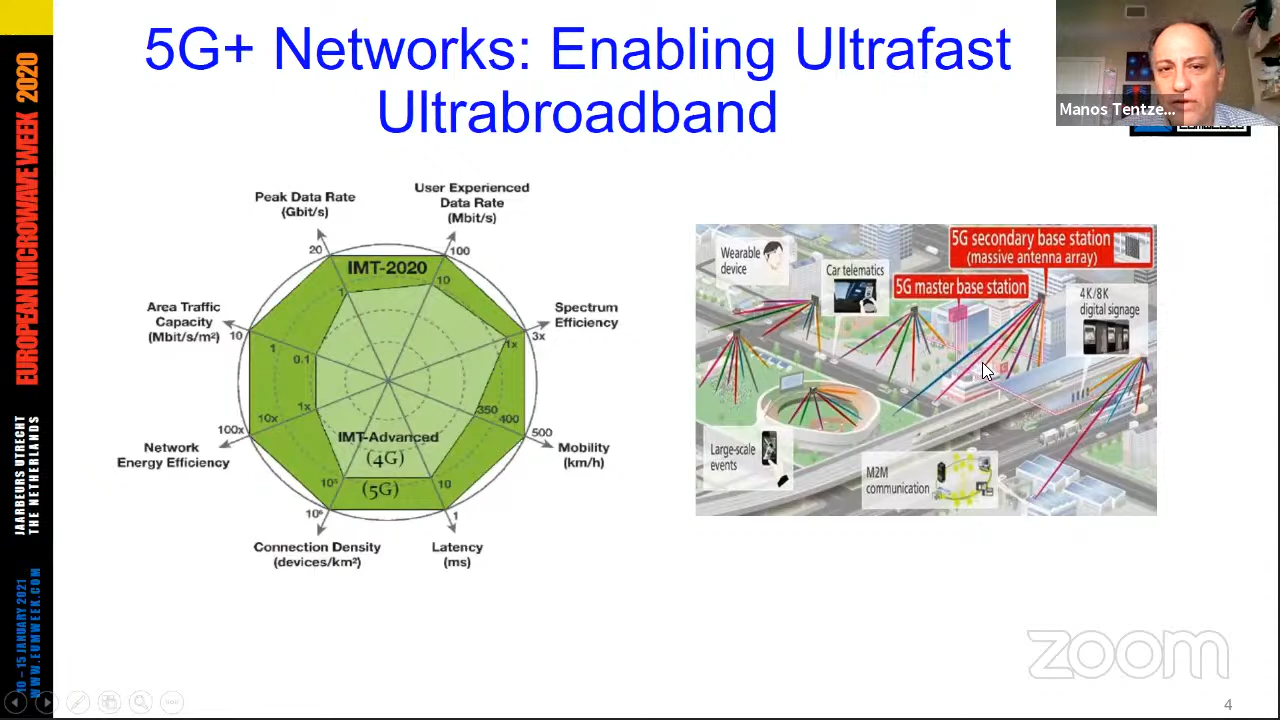 5G+ Networks: Enabling Ultrafast
Ultrabroadband
Manos Tentze...
EUROPEAN MICROWAVE WEEK 2020
JAARBEURS UTRECHT
THE NETHERLANDS
10 – 15 JANUARY 2021
WWW.EUMWEEK.COM
Peak Data Rate
(Gbit/s)
User Experienced
Data Rate
(Mbit/s)
20
100
IMT-2020
1
10
Area Traffic
Capacity
(Mbit/s/m²)
Spectrum
Efficiency
10
1
0.1
1x
3x
Network
Energy Efficiency
100x
10x
1x
350
400
500
Mobility
(km/h)
IMT-Advanced
(4G)
(5G)
10⁵
10
10⁶
1
Connection Density
(devices/km²)
Latency
(ms)
Wearable
device
Car telematics
5G secondary base station
(massive antenna array)
5G master base station
4K/8K
digital signage
Large-scale
events
M2M
communication
zoom
4